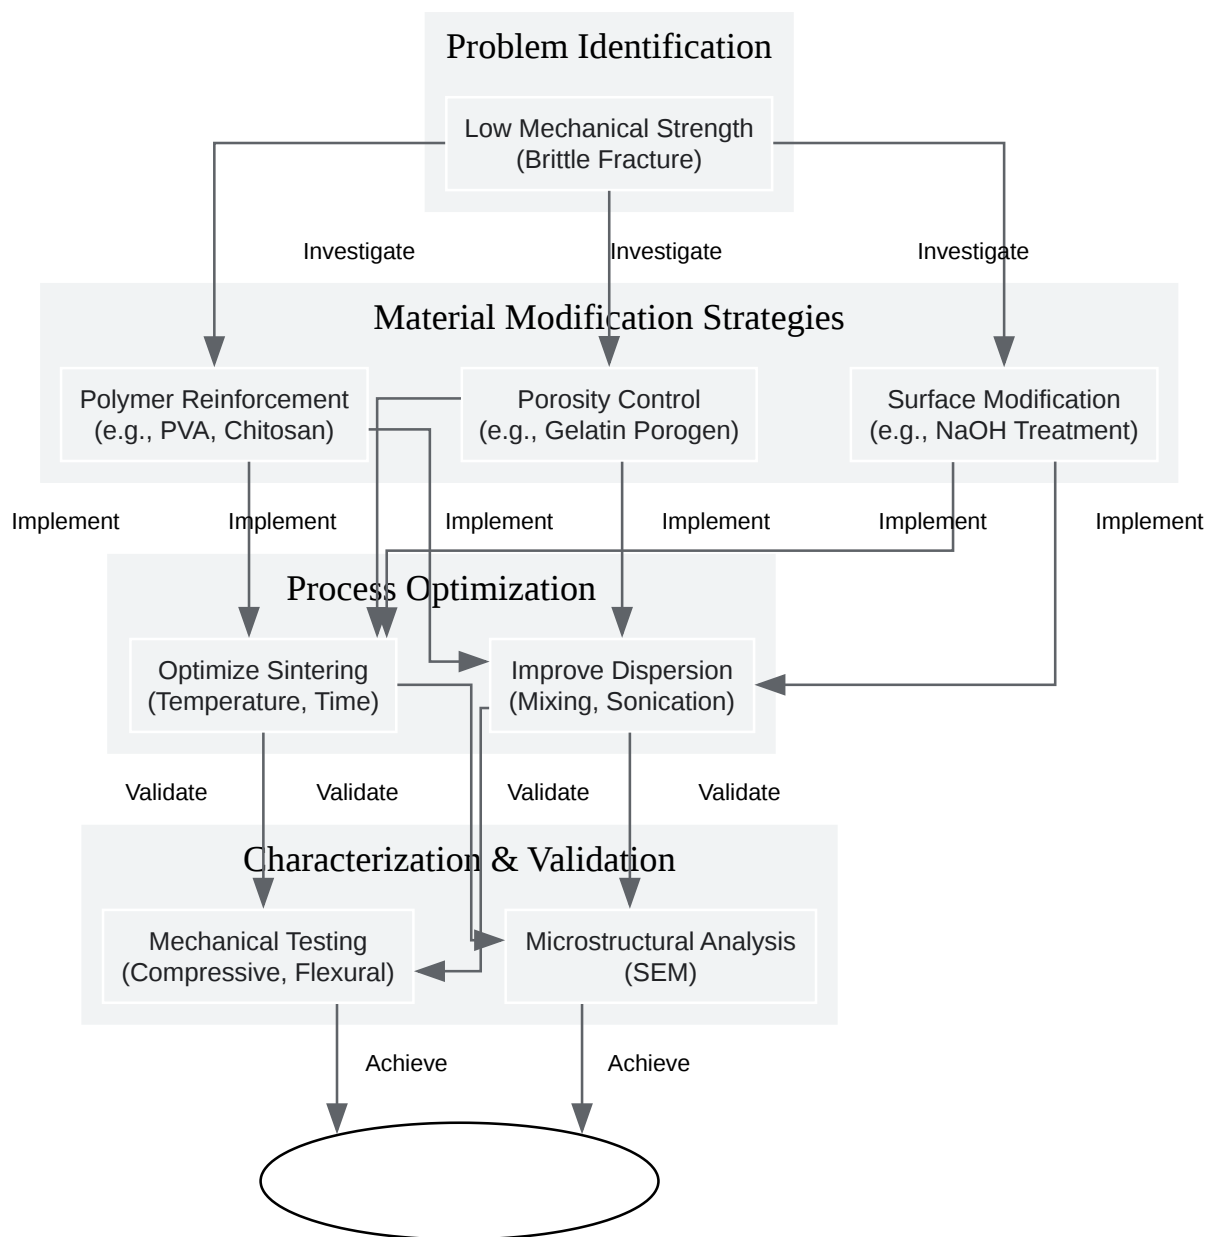 Problem Identification
Low Mechanical Strength
(Brittle Fracture)
Investigate
Investigate
Investigate
Material Modification Strategies
Polymer Reinforcement
(e.g., PVA, Chitosan)
Porosity Control
(e.g., Gelatin Porogen)
Surface Modification
(e.g., NaOH Treatment)
Implement
Implement
Implement
Implement
Implement
Implement
Process Optimization
Optimize Sintering
(Temperature, Time)
Improve Dispersion
(Mixing, Sonication)
Validate
Validate
Validate
Validate
Characterization & Validation
Mechanical Testing
(Compressive, Flexural)
Microstructural Analysis
(SEM)
Achieve
Achieve